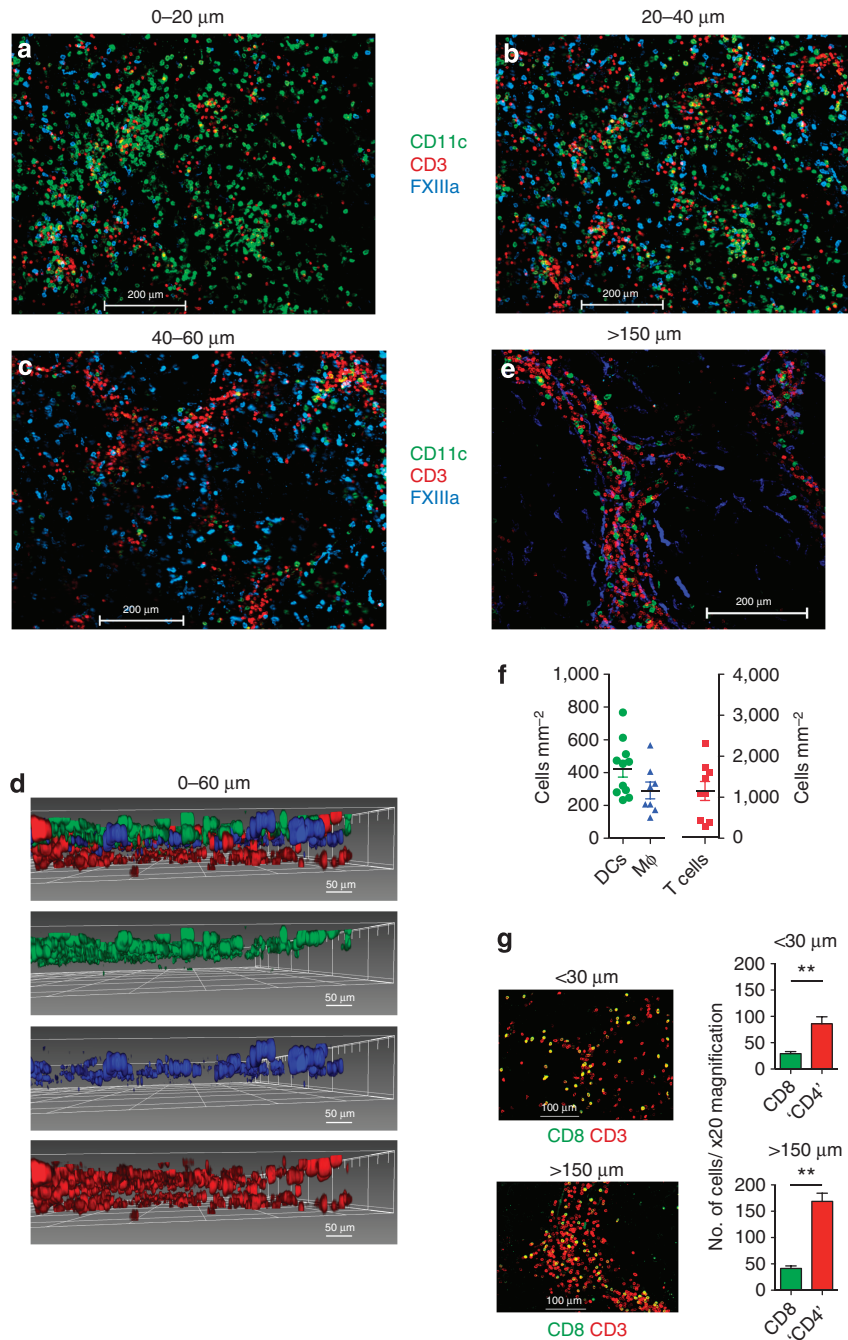 0–20 μm
20–40 μm
a
b
CD11c
CD3
FXIIIa
200 μm
200 μm
40–60 μm
>150 μm
c
e
CD11c
CD3
FXIIIa
200 μm
200 μm
f
1,000
800
600
400
200
0
Cells mm⁻²
4,000
3,000
2,000
1,000
0
Cells mm⁻²
DCs
Mϕ
T cells
d
0–60 μm
50 μm
50 μm
50 μm
50 μm
g
<30 μm
100 μm
CD8 CD3
>150 μm
100 μm
CD8 CD3
No. of cells/ x20 magnification
<30 μm
200
150
100
50
0
**
CD8
‘CD4’
>150 μm
200
150
100
50
0
**
CD8
‘CD4’